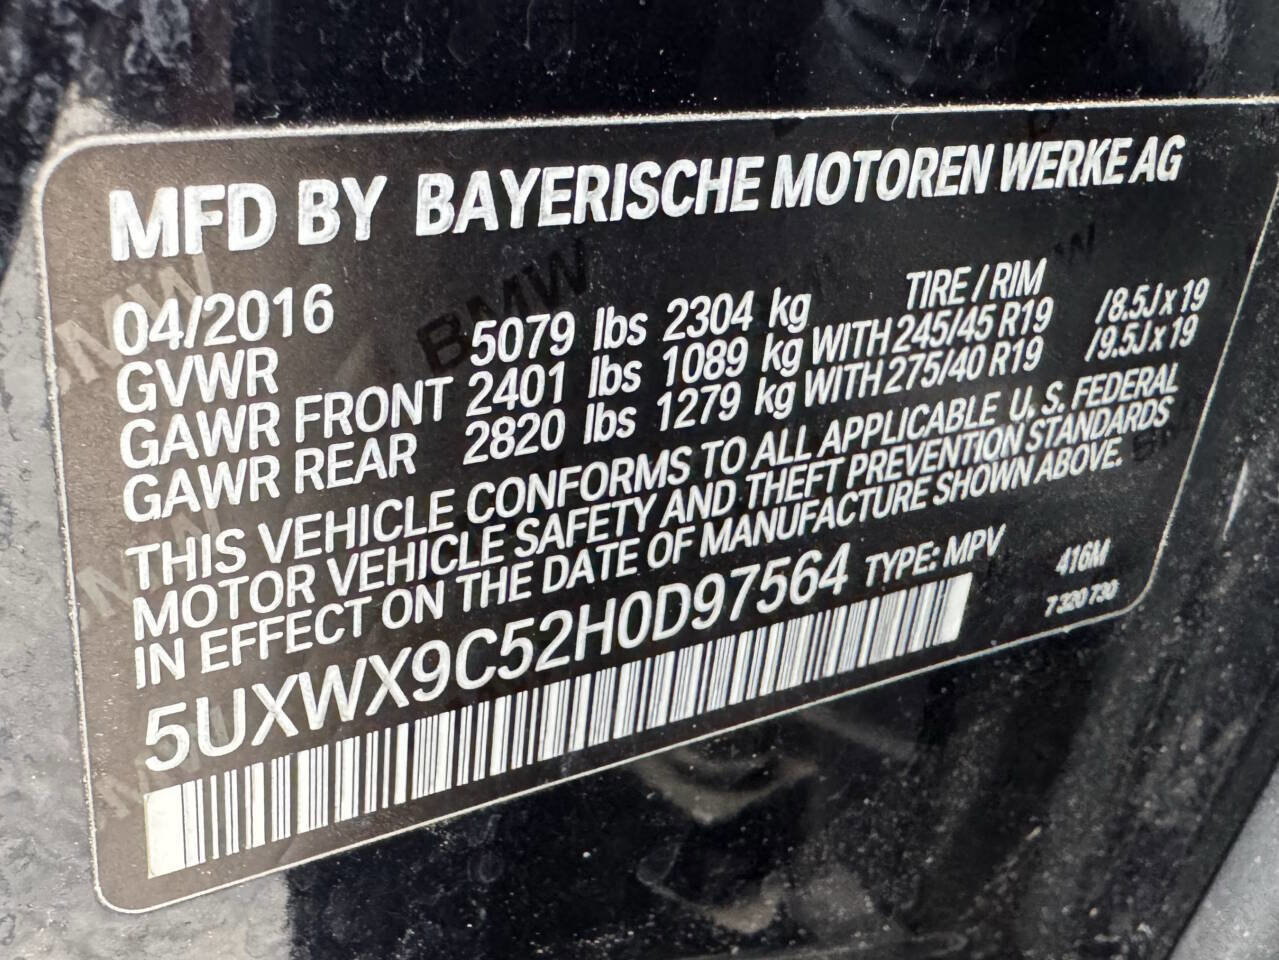 MFD BY BAYERISCHE MOTOREN WERKE AG
04/2016 TIRE / RIM
GVWR 5079 lbs 2304 kg
GAWR FRONT 2401 lbs 1089 kg WITH 245/45 R19 /8.5J x 19
GAWR REAR 2820 lbs 1279 kg WITH 275/40 R19 /9.5J x 19
THIS VEHICLE CONFORMS TO ALL APPLICABLE U.S. FEDERAL
MOTOR VEHICLE SAFETY AND THEFT PREVENTION STANDARDS
IN EFFECT ON THE DATE OF MANUFACTURE SHOWN ABOVE.
5UXWX9C52H0D97564 TYPE: MPV 416M
7 320 730
BMW